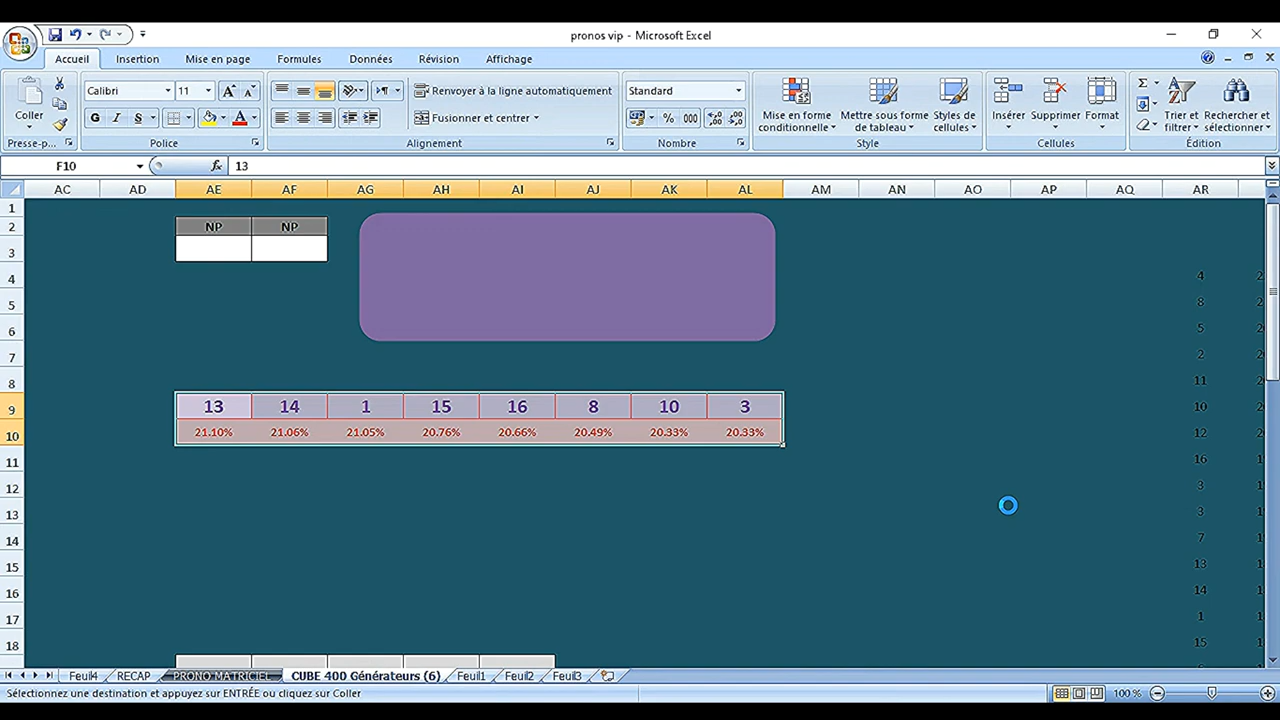 pronos vip - Microsoft Excel
Accueil Insertion Mise en page Formules Données Révision Affichage
Coller
Calibri 11
G I S
Renvoyer à la ligne automatiquement
Fusionner et centrer
Standard
% 000
Mise en forme conditionnelle
Mettre sous forme de tableau
Styles de cellules
Insérer
Supprimer
Format
Σ
Trier et filtrer
Rechercher et sélectionner
Presse-p... Police Alignement Nombre Style Cellules Édition
F10 fx 13
AC AD AE AF AG AH AI AJ AK AL AM AN AO AP AQ AR
1
2 NP NP
3
4 4
5 8
6 5
7 2
8 11
9 13 14 1 15 16 8 10 3 10
10 21.10% 21.06% 21.05% 20.76% 20.66% 20.49% 20.33% 20.33% 12
11 16
12 3
13 3
14 7
15 13
16 14
17 1
18 15
Feuil4 RECAP PRONO MATRICIEL CUBE 400 Générateurs (6) Feuil1 Feuil2 Feuil3
Sélectionnez une destination et appuyez sur ENTRÉE ou cliquez sur Coller 100 %